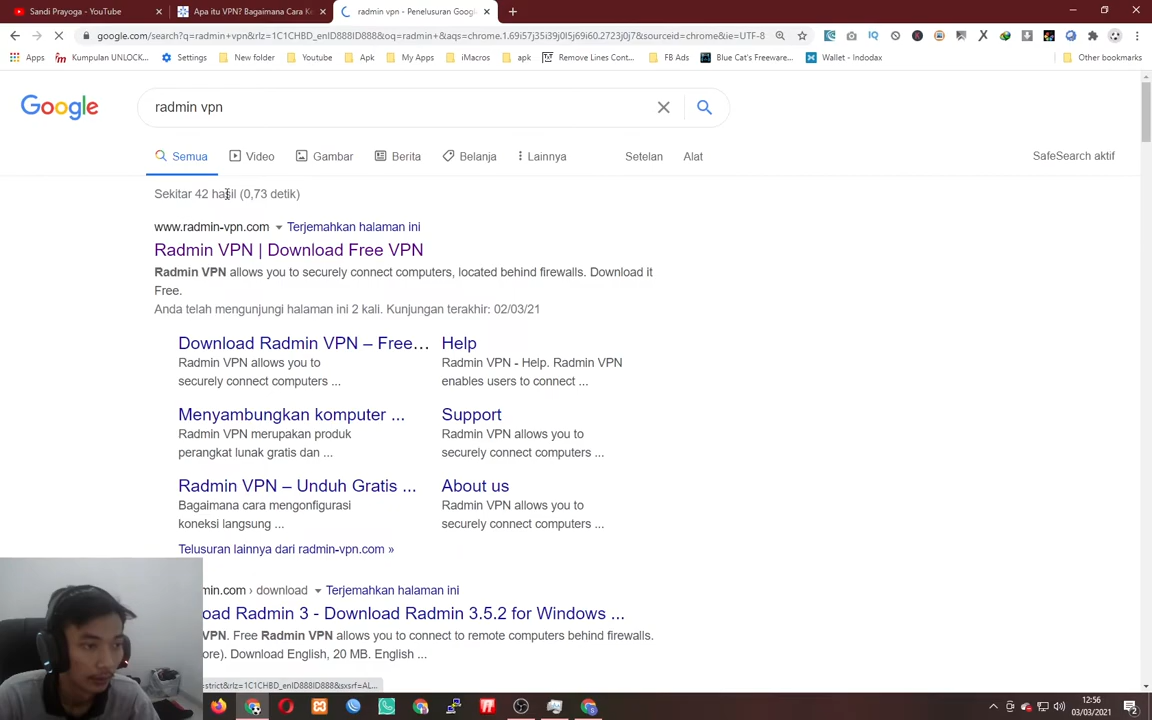 Sandi Prayoga - YouTube
Apa itu VPN? Bagaimana Cara K
radmin vpn - Penelusuran Googl
google.com/search?q=radmin+vpn&rlz=1C1CHBD_enID888ID888&oq=radmin+&aqs=chrome.1.69i57j35i39j0l5j69i60.2723j0j7&sourceid=chrome&ie=UTF-8
Apps
Kumpulan UNLOCK...
Settings
New folder
Youtube
Apk
My Apps
iMacros
apk
Remove Lines Cont...
FB Ads
Blue Cat's Freeware...
Wallet - Indodax
Other bookmarks
Google
radmin vpn
Semua
Video
Gambar
Berita
Belanja
Lainnya
Setelan
Alat
SafeSearch aktif
Sekitar 42 hasil (0,73 detik)
www.radmin-vpn.com
Terjemahkan halaman ini
Radmin VPN | Download Free VPN
Radmin VPN allows you to securely connect computers, located behind firewalls. Download it
Free.
Anda telah mengunjungi halaman ini 2 kali. Kunjungan terakhir: 02/03/21
Download Radmin VPN – Free...
Radmin VPN allows you to
securely connect computers ...
Help
Radmin VPN - Help. Radmin VPN
enables users to connect ...
Menyambungkan komputer ...
Radmin VPN merupakan produk
perangkat lunak gratis dan ...
Support
Radmin VPN allows you to
securely connect computers ...
Radmin VPN – Unduh Gratis ...
Bagaimana cara mengonfigurasi
koneksi langsung ...
About us
Radmin VPN allows you to
securely connect computers ...
Telusuran lainnya dari radmin-vpn.com »
min.com › download
Terjemahkan halaman ini
oad Radmin 3 - Download Radmin 3.5.2 for Windows ...
VPN. Free Radmin VPN allows you to connect to remote computers behind firewalls.
ore). Download English, 20 MB. English ...
=strict&rlz=1C1CHBD_enID888ID888&sxsrf=AL...
12:56
03/03/2021